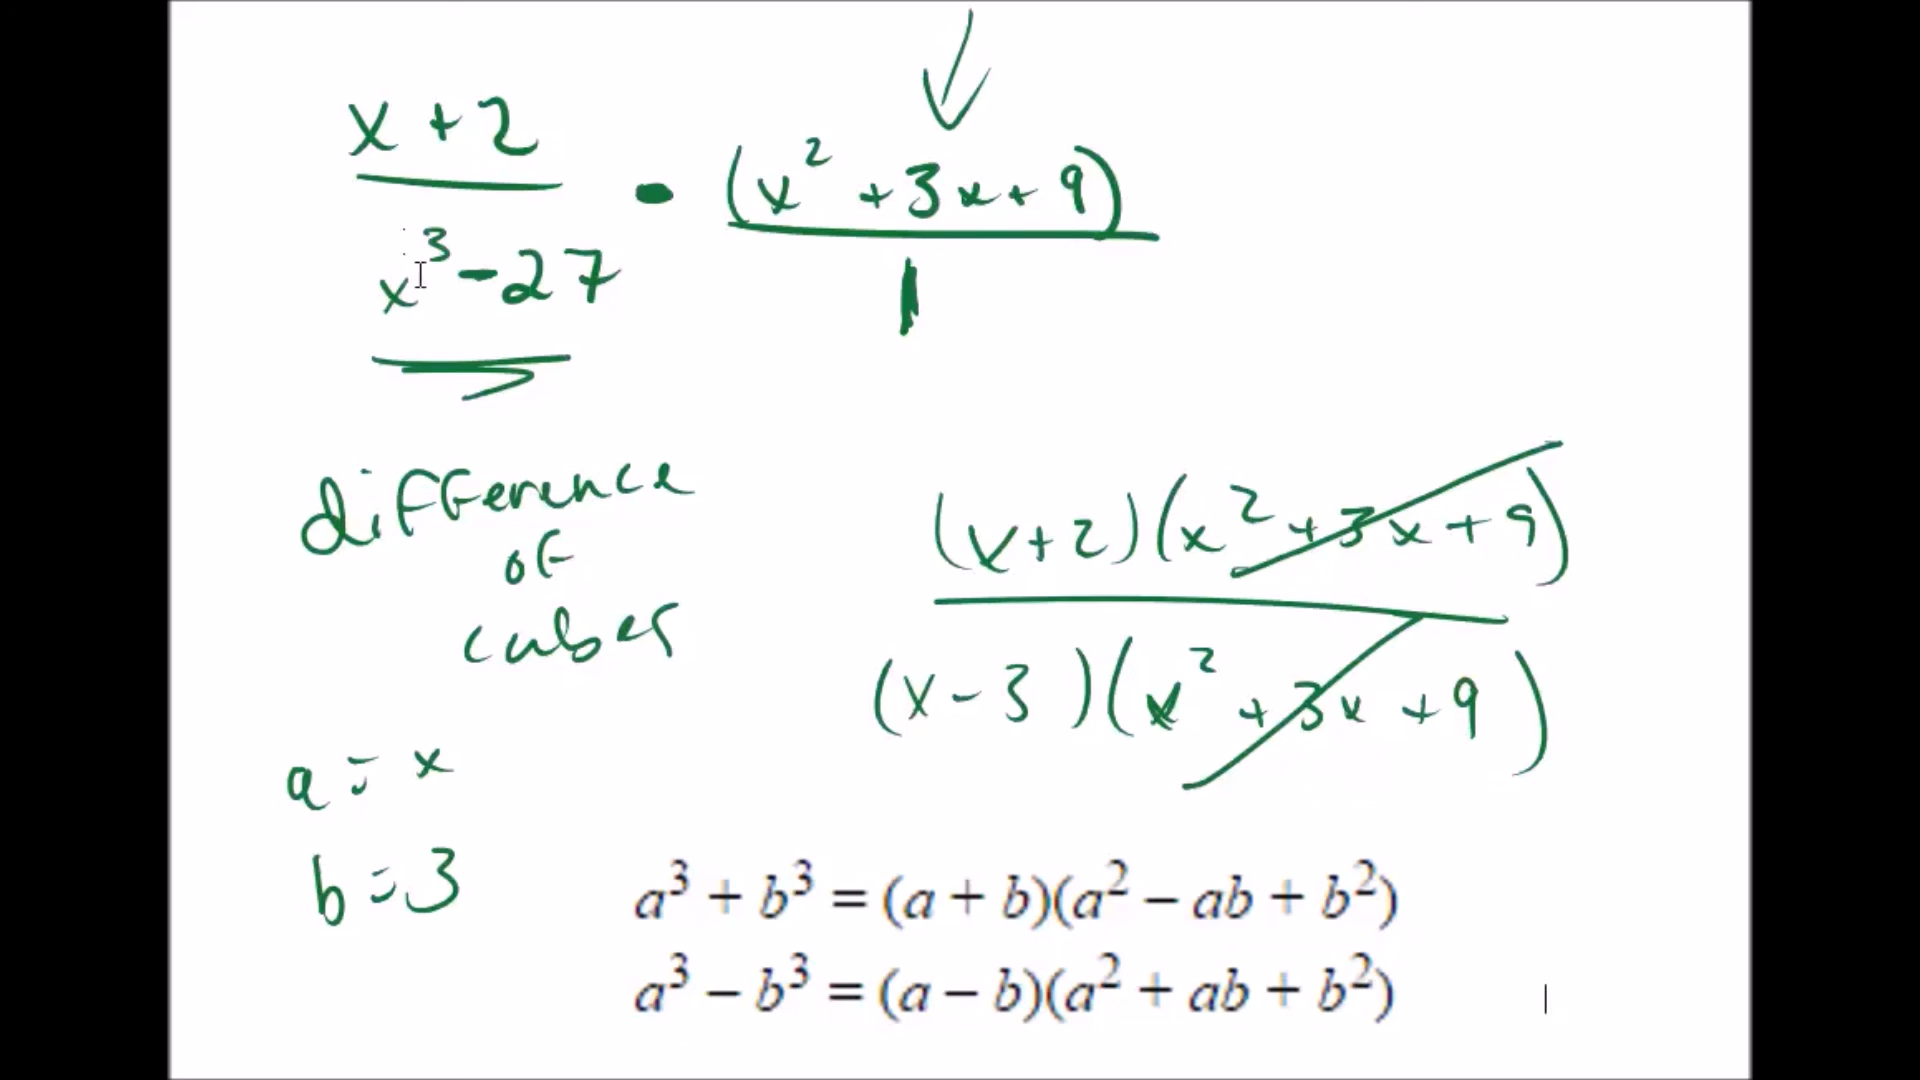 x + 2
x³ - 27
• (x² + 3x + 9)
1
difference
of
cubes
a = x
b = 3
(x+2)(x² + 3x + 9)
(x - 3)(x² + 3x + 9)
a³ + b³ = (a + b)(a² − ab + b²)
a³ − b³ = (a − b)(a² + ab + b²)